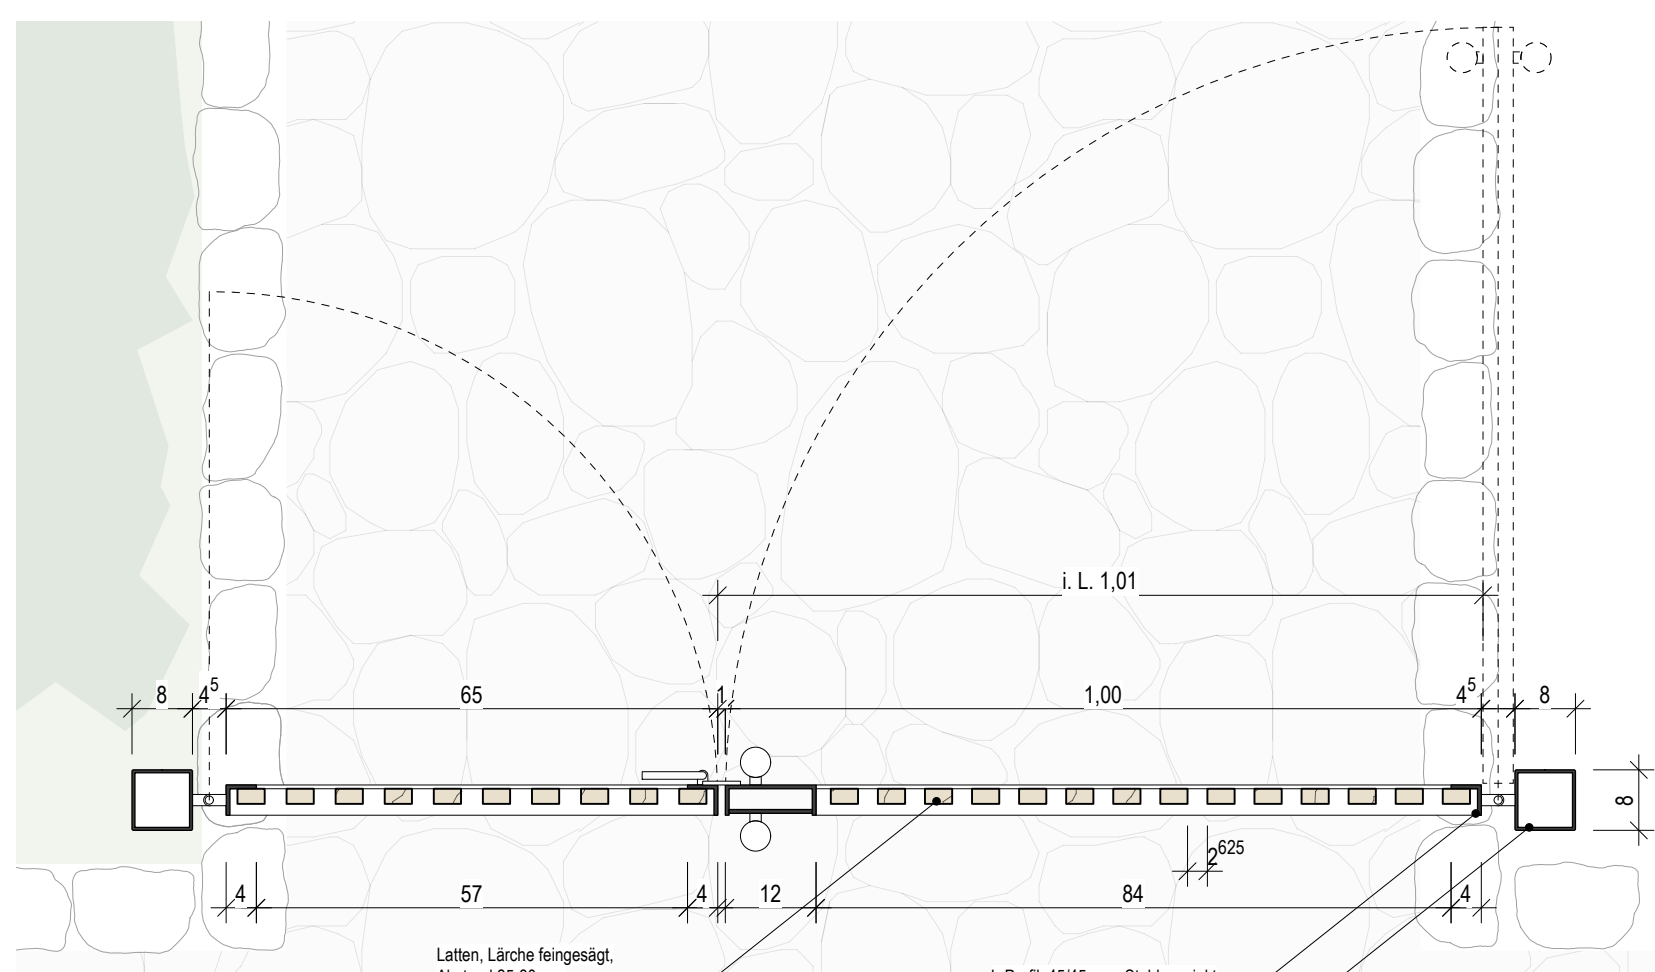 i. L. 1,01
8 4⁵ 65 1 1,00 4⁵ 8
8
2⁶²⁵
4 57 4 12 84 4
Latten, Lärche feingesägt,